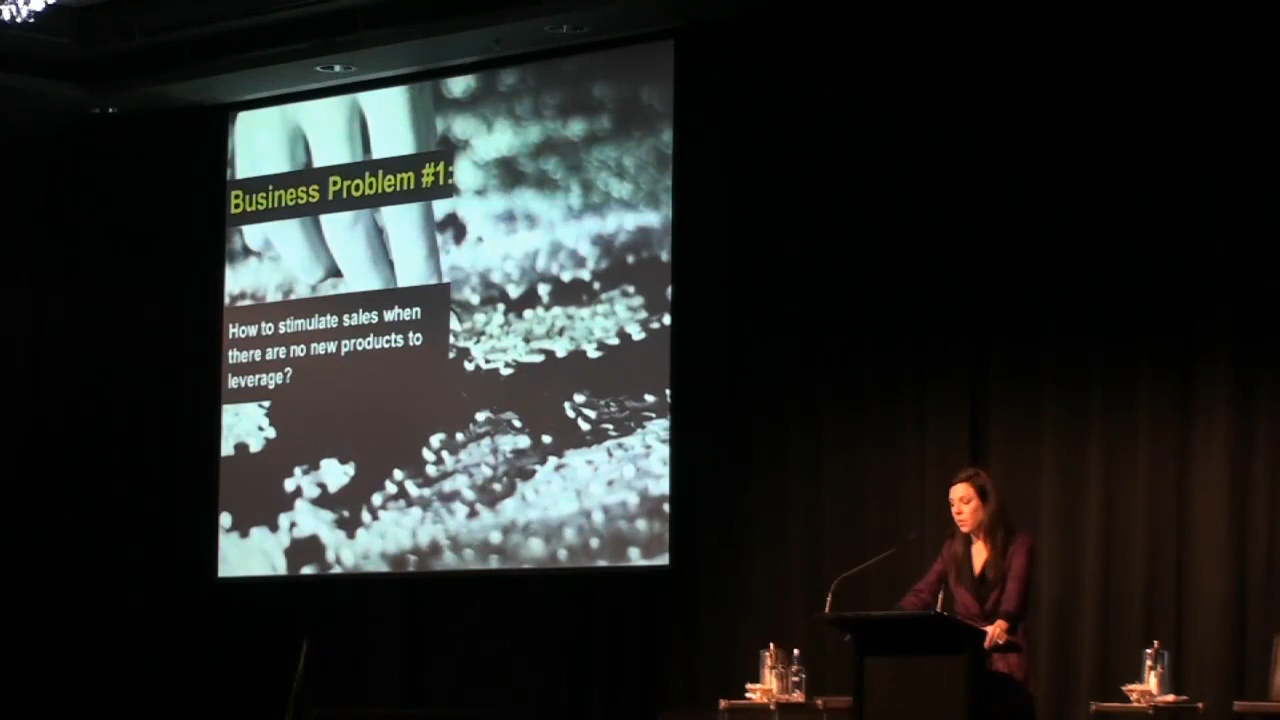 Business Problem #1:
How to stimulate sales when
there are no new products to
leverage?